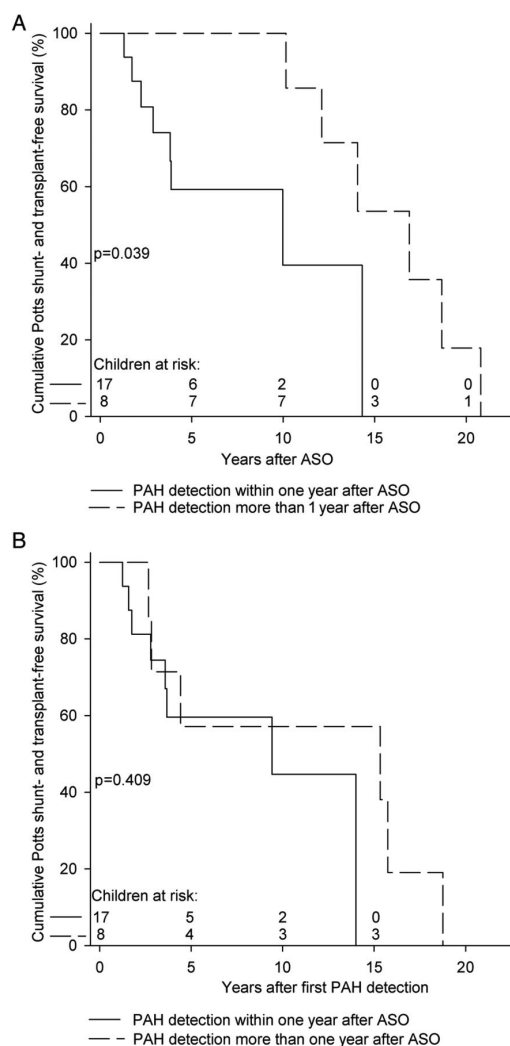 A
Cumulative Potts shunt- and transplant-free survival (%)
100
80
60
40
20
0
p=0.039
Children at risk:
17 6 2 0 0
8 7 7 3 1
0 5 10 15 20
Years after ASO
PAH detection within one year after ASO
PAH detection more than 1 year after ASO
B
Cumulative Potts shunt- and transplant-free survival (%)
100
80
60
40
20
0
p=0.409
Children at risk:
17 5 2 0
8 4 3 3
0 5 10 15 20
Years after first PAH detection
PAH detection within one year after ASO
PAH detection more than one year after ASO